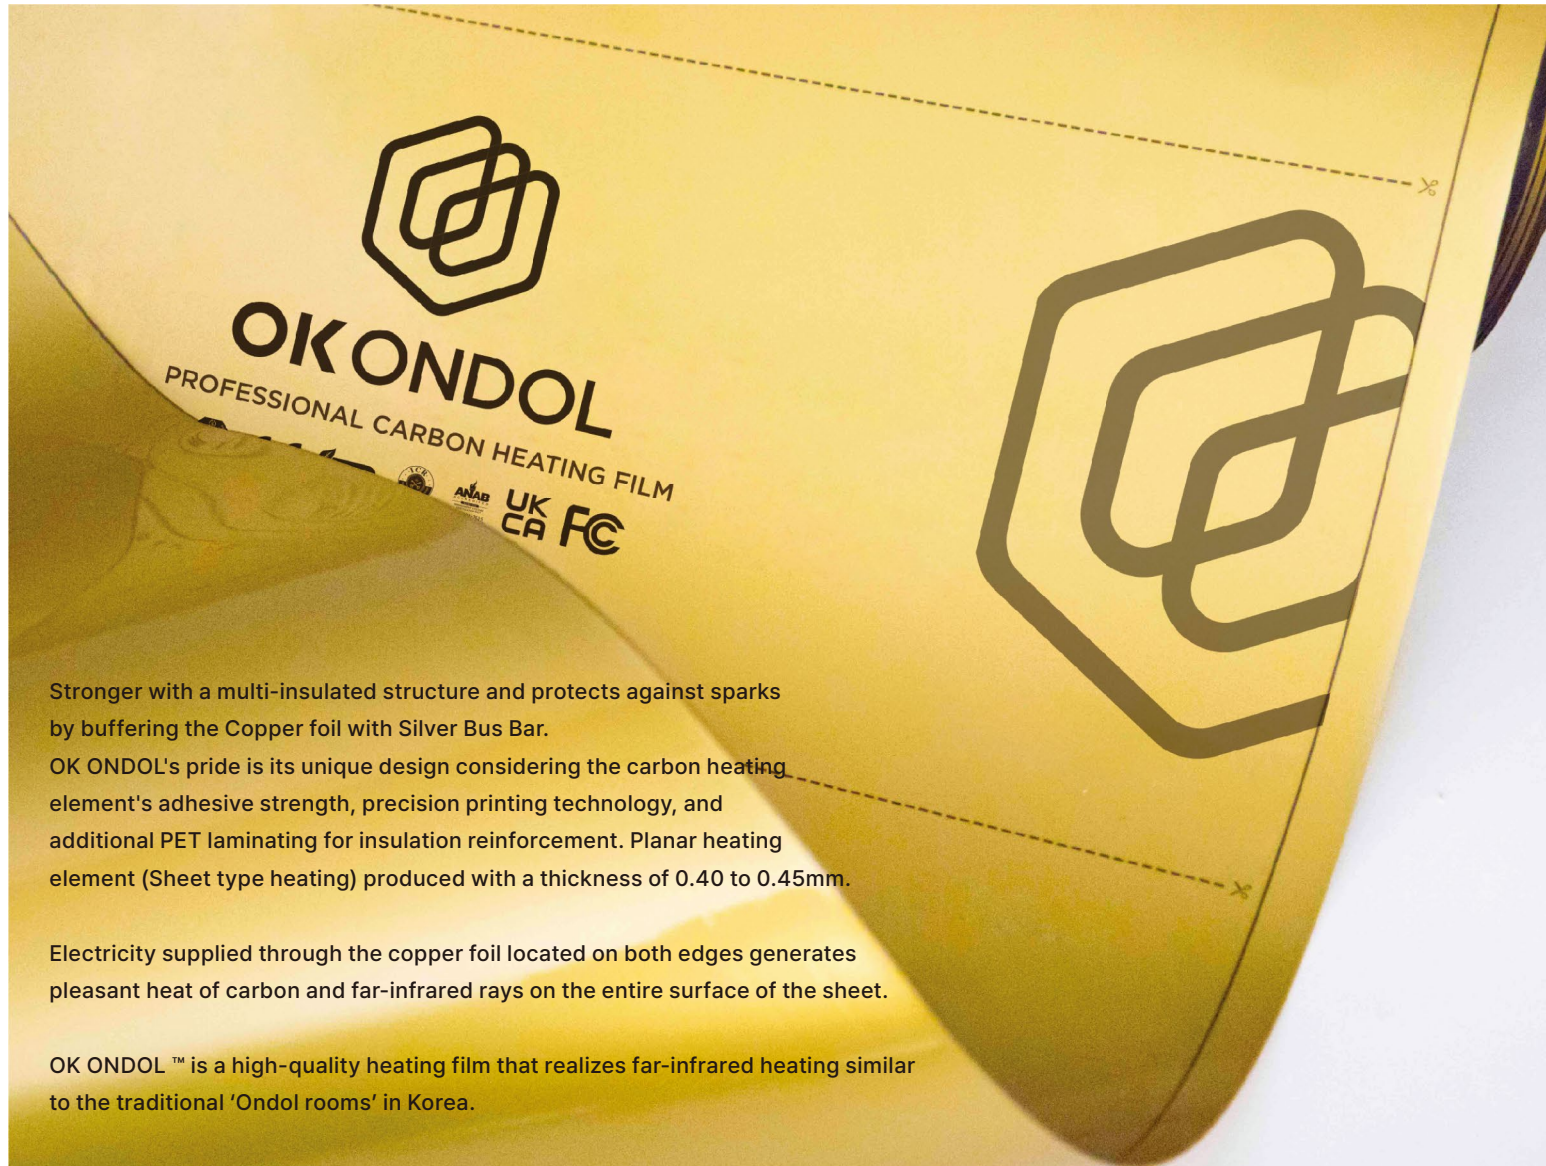 OK ONDOL
PROFESSIONAL CARBON HEATING FILM
ICR
ANAB
UK
CA
FC
Stronger with a multi-insulated structure and protects against sparks
by buffering the Copper foil with Silver Bus Bar.
OK ONDOL's pride is its unique design considering the carbon heating
element's adhesive strength, precision printing technology, and
additional PET laminating for insulation reinforcement. Planar heating
element (Sheet type heating) produced with a thickness of 0.40 to 0.45mm.
Electricity supplied through the copper foil located on both edges generates
pleasant heat of carbon and far-infrared rays on the entire surface of the sheet.
OK ONDOL ™ is a high-quality heating film that realizes far-infrared heating similar
to the traditional ‘Ondol rooms’ in Korea.